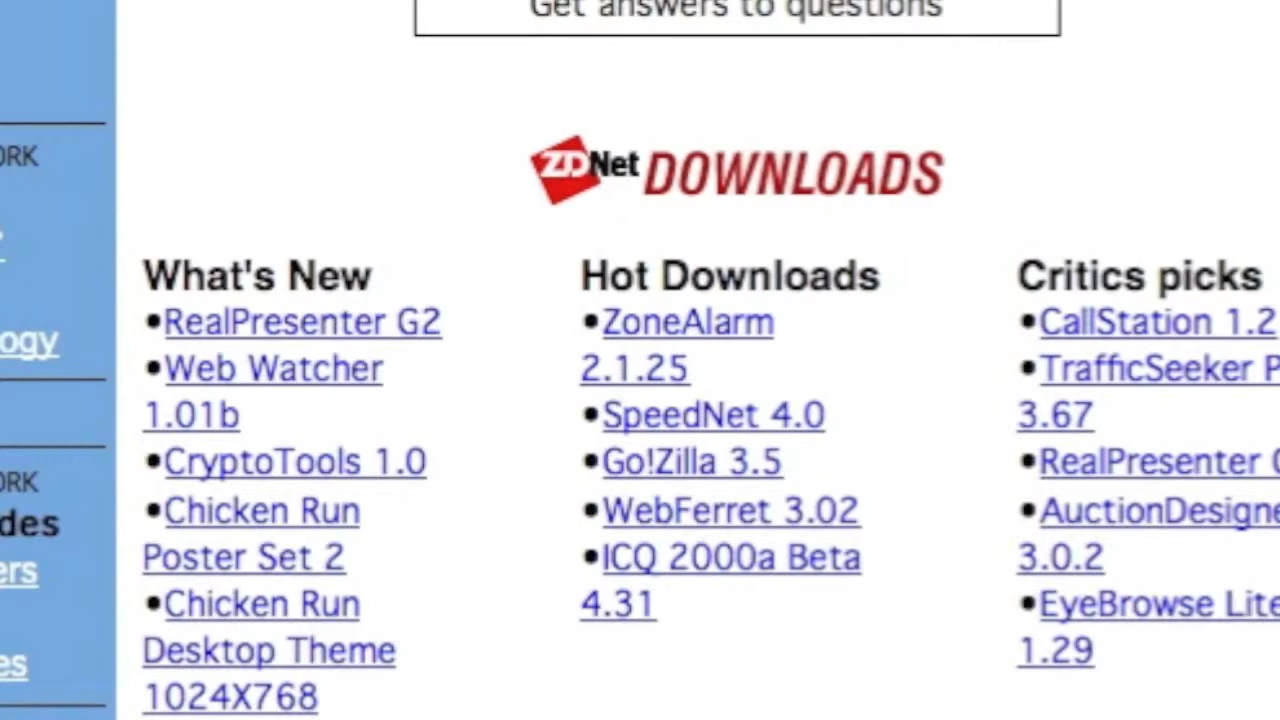 Get answers to questions
ORK
ogy
ORK
des
ers
es
ZDNet DOWNLOADS
What's New
•RealPresenter G2
•Web Watcher
1.01b
•CryptoTools 1.0
•Chicken Run
Poster Set 2
•Chicken Run
Desktop Theme
1024X768
Hot Downloads
•ZoneAlarm
2.1.25
•SpeedNet 4.0
•Go!Zilla 3.5
•WebFerret 3.02
•ICQ 2000a Beta
4.31
Critics picks
•CallStation 1.2
•TrafficSeeker P
3.67
•RealPresenter
•AuctionDesigne
3.0.2
•EyeBrowse Lite
1.29